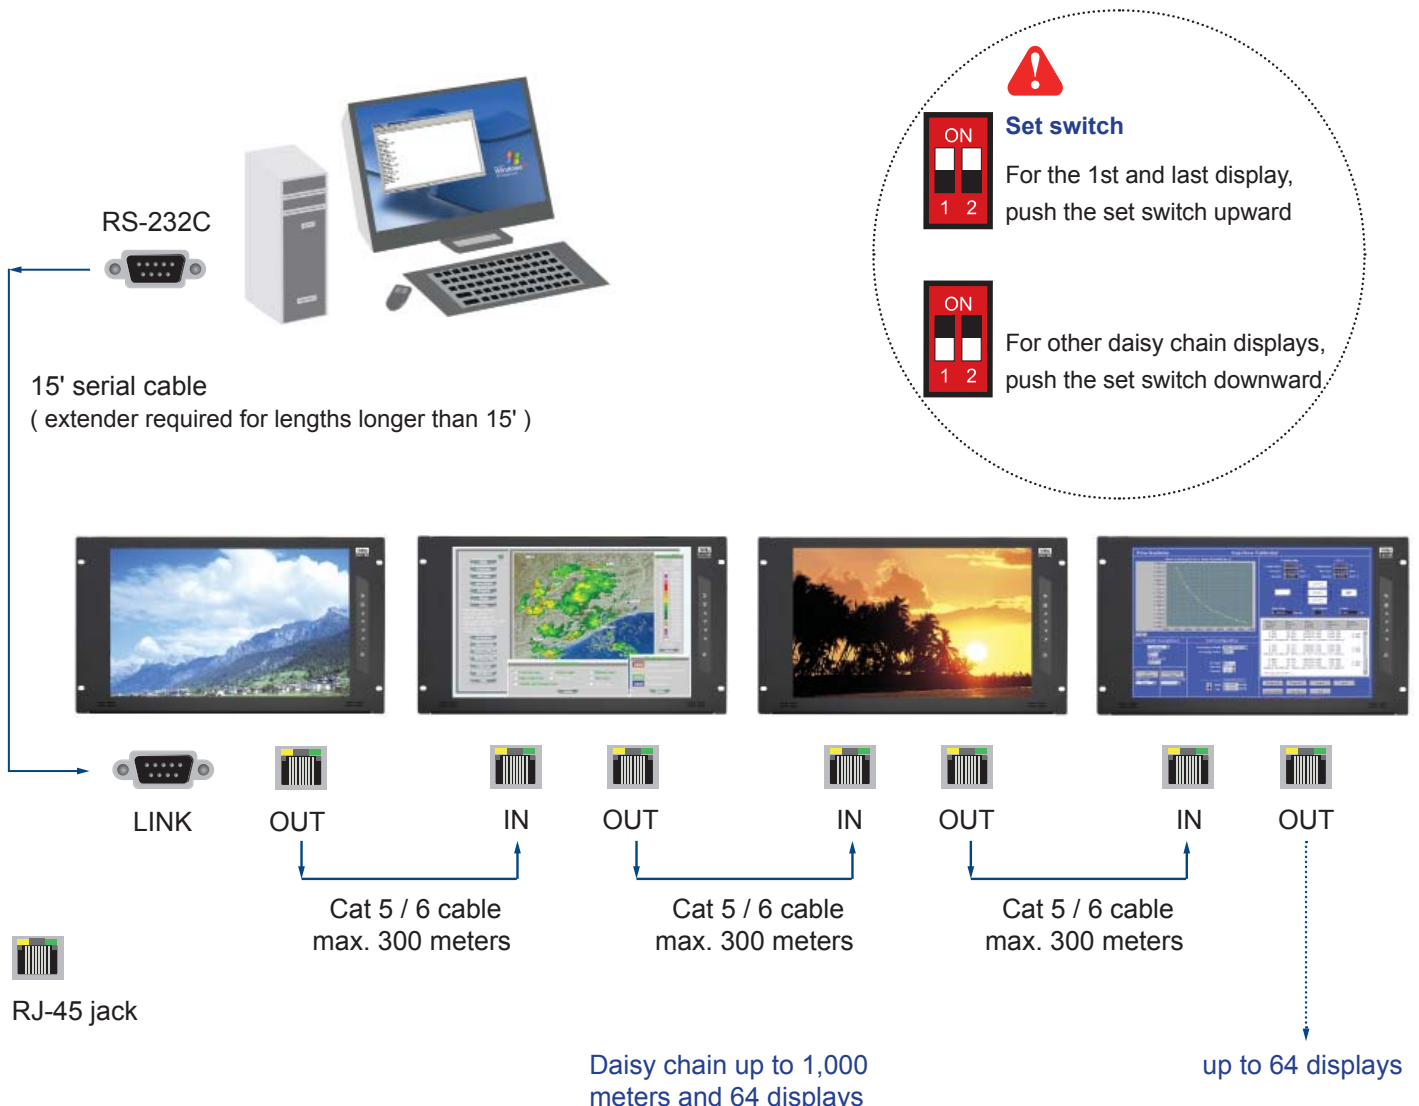 Set switch
ON
1 2
For the 1st and last display,
push the set switch upward
ON
1 2
For other daisy chain displays,
push the set switch downward.
RS-232C
Windows
15' serial cable
( extender required for lengths longer than 15' )
LINK
OUT
IN
OUT
IN
OUT
IN
OUT
Cat 5 / 6 cable
max. 300 meters
Cat 5 / 6 cable
max. 300 meters
Cat 5 / 6 cable
max. 300 meters
RJ-45 jack
Daisy chain up to 1,000
meters and 64 displays
up to 64 displays